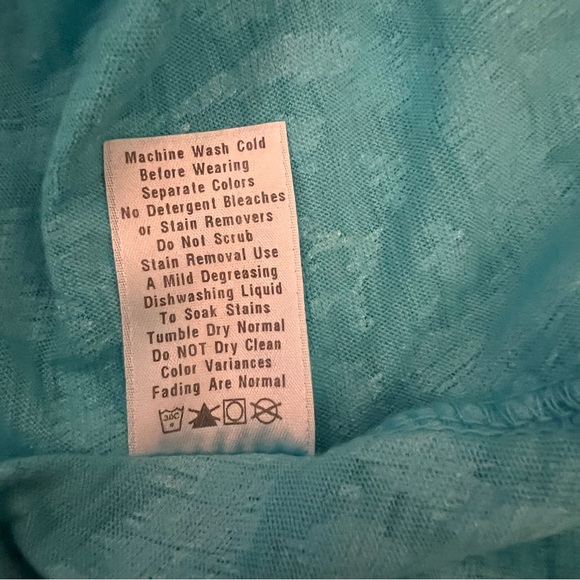 Machine Wash Cold
Before Wearing
Separate Colors
No Detergent Bleaches
or Stain Removers
Do Not Scrub
Stain Removal Use
A Mild Degreasing
Dishwashing Liquid
To Soak Stains
Tumble Dry Normal
Do NOT Dry Clean
Color Variances
Fading Are Normal
30C